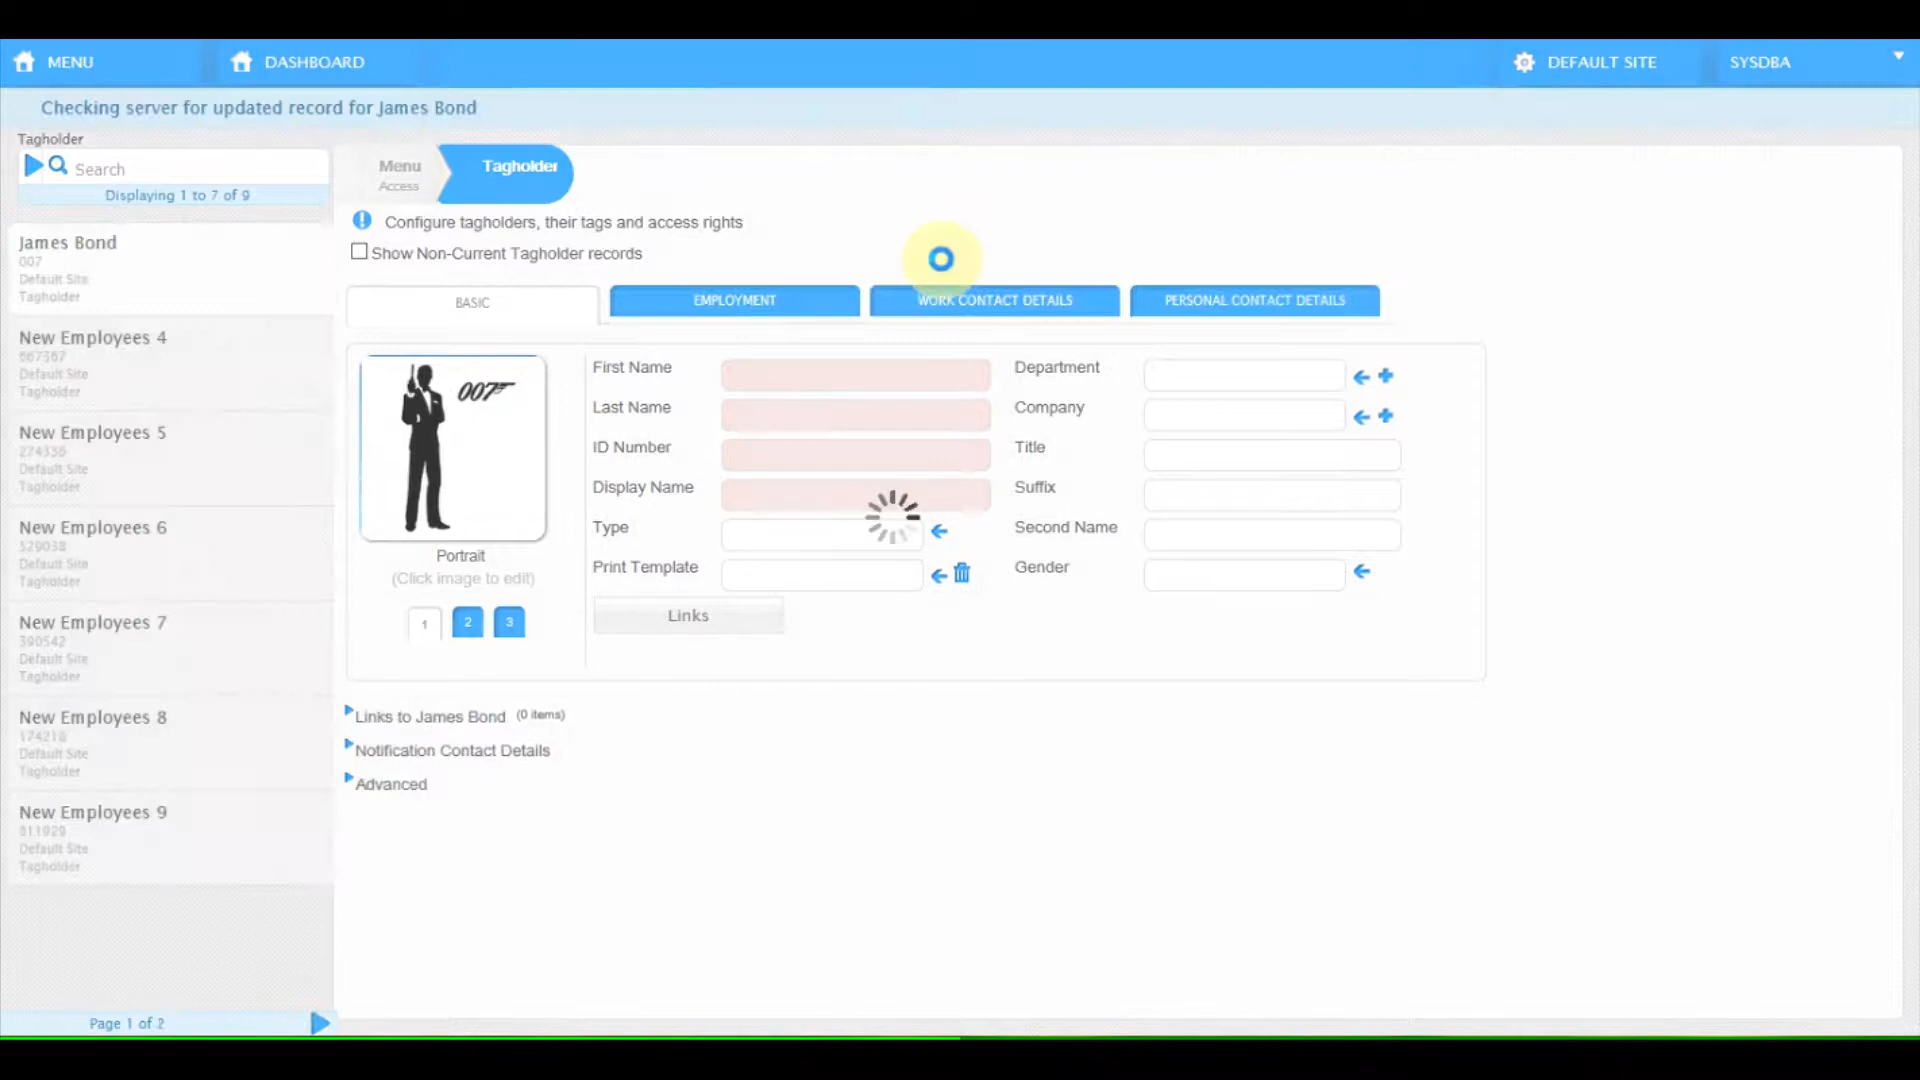 MENU
DASHBOARD
DEFAULT SITE
SYSDBA
Checking server for updated record for James Bond
Tagholder
Search
Displaying 1 to 7 of 9
James Bond
007
Default Site
Tagholder
New Employees 4
667367
Default Site
Tagholder
New Employees 5
274336
Default Site
Tagholder
New Employees 6
529038
Default Site
Tagholder
New Employees 7
390542
Default Site
Tagholder
New Employees 8
174216
Default Site
Tagholder
New Employees 9
811929
Default Site
Tagholder
Page 1 of 2
Menu
Access
Tagholder
Configure tagholders, their tags and access rights
Show Non-Current Tagholder records
BASIC
EMPLOYMENT
WORK CONTACT DETAILS
PERSONAL CONTACT DETAILS
007
Portrait
(Click image to edit)
1 2 3
First Name
Last Name
ID Number
Display Name
Type
Print Template
Links
Department
Company
Title
Suffix
Second Name
Gender
Links to James Bond (0 items)
Notification Contact Details
Advanced